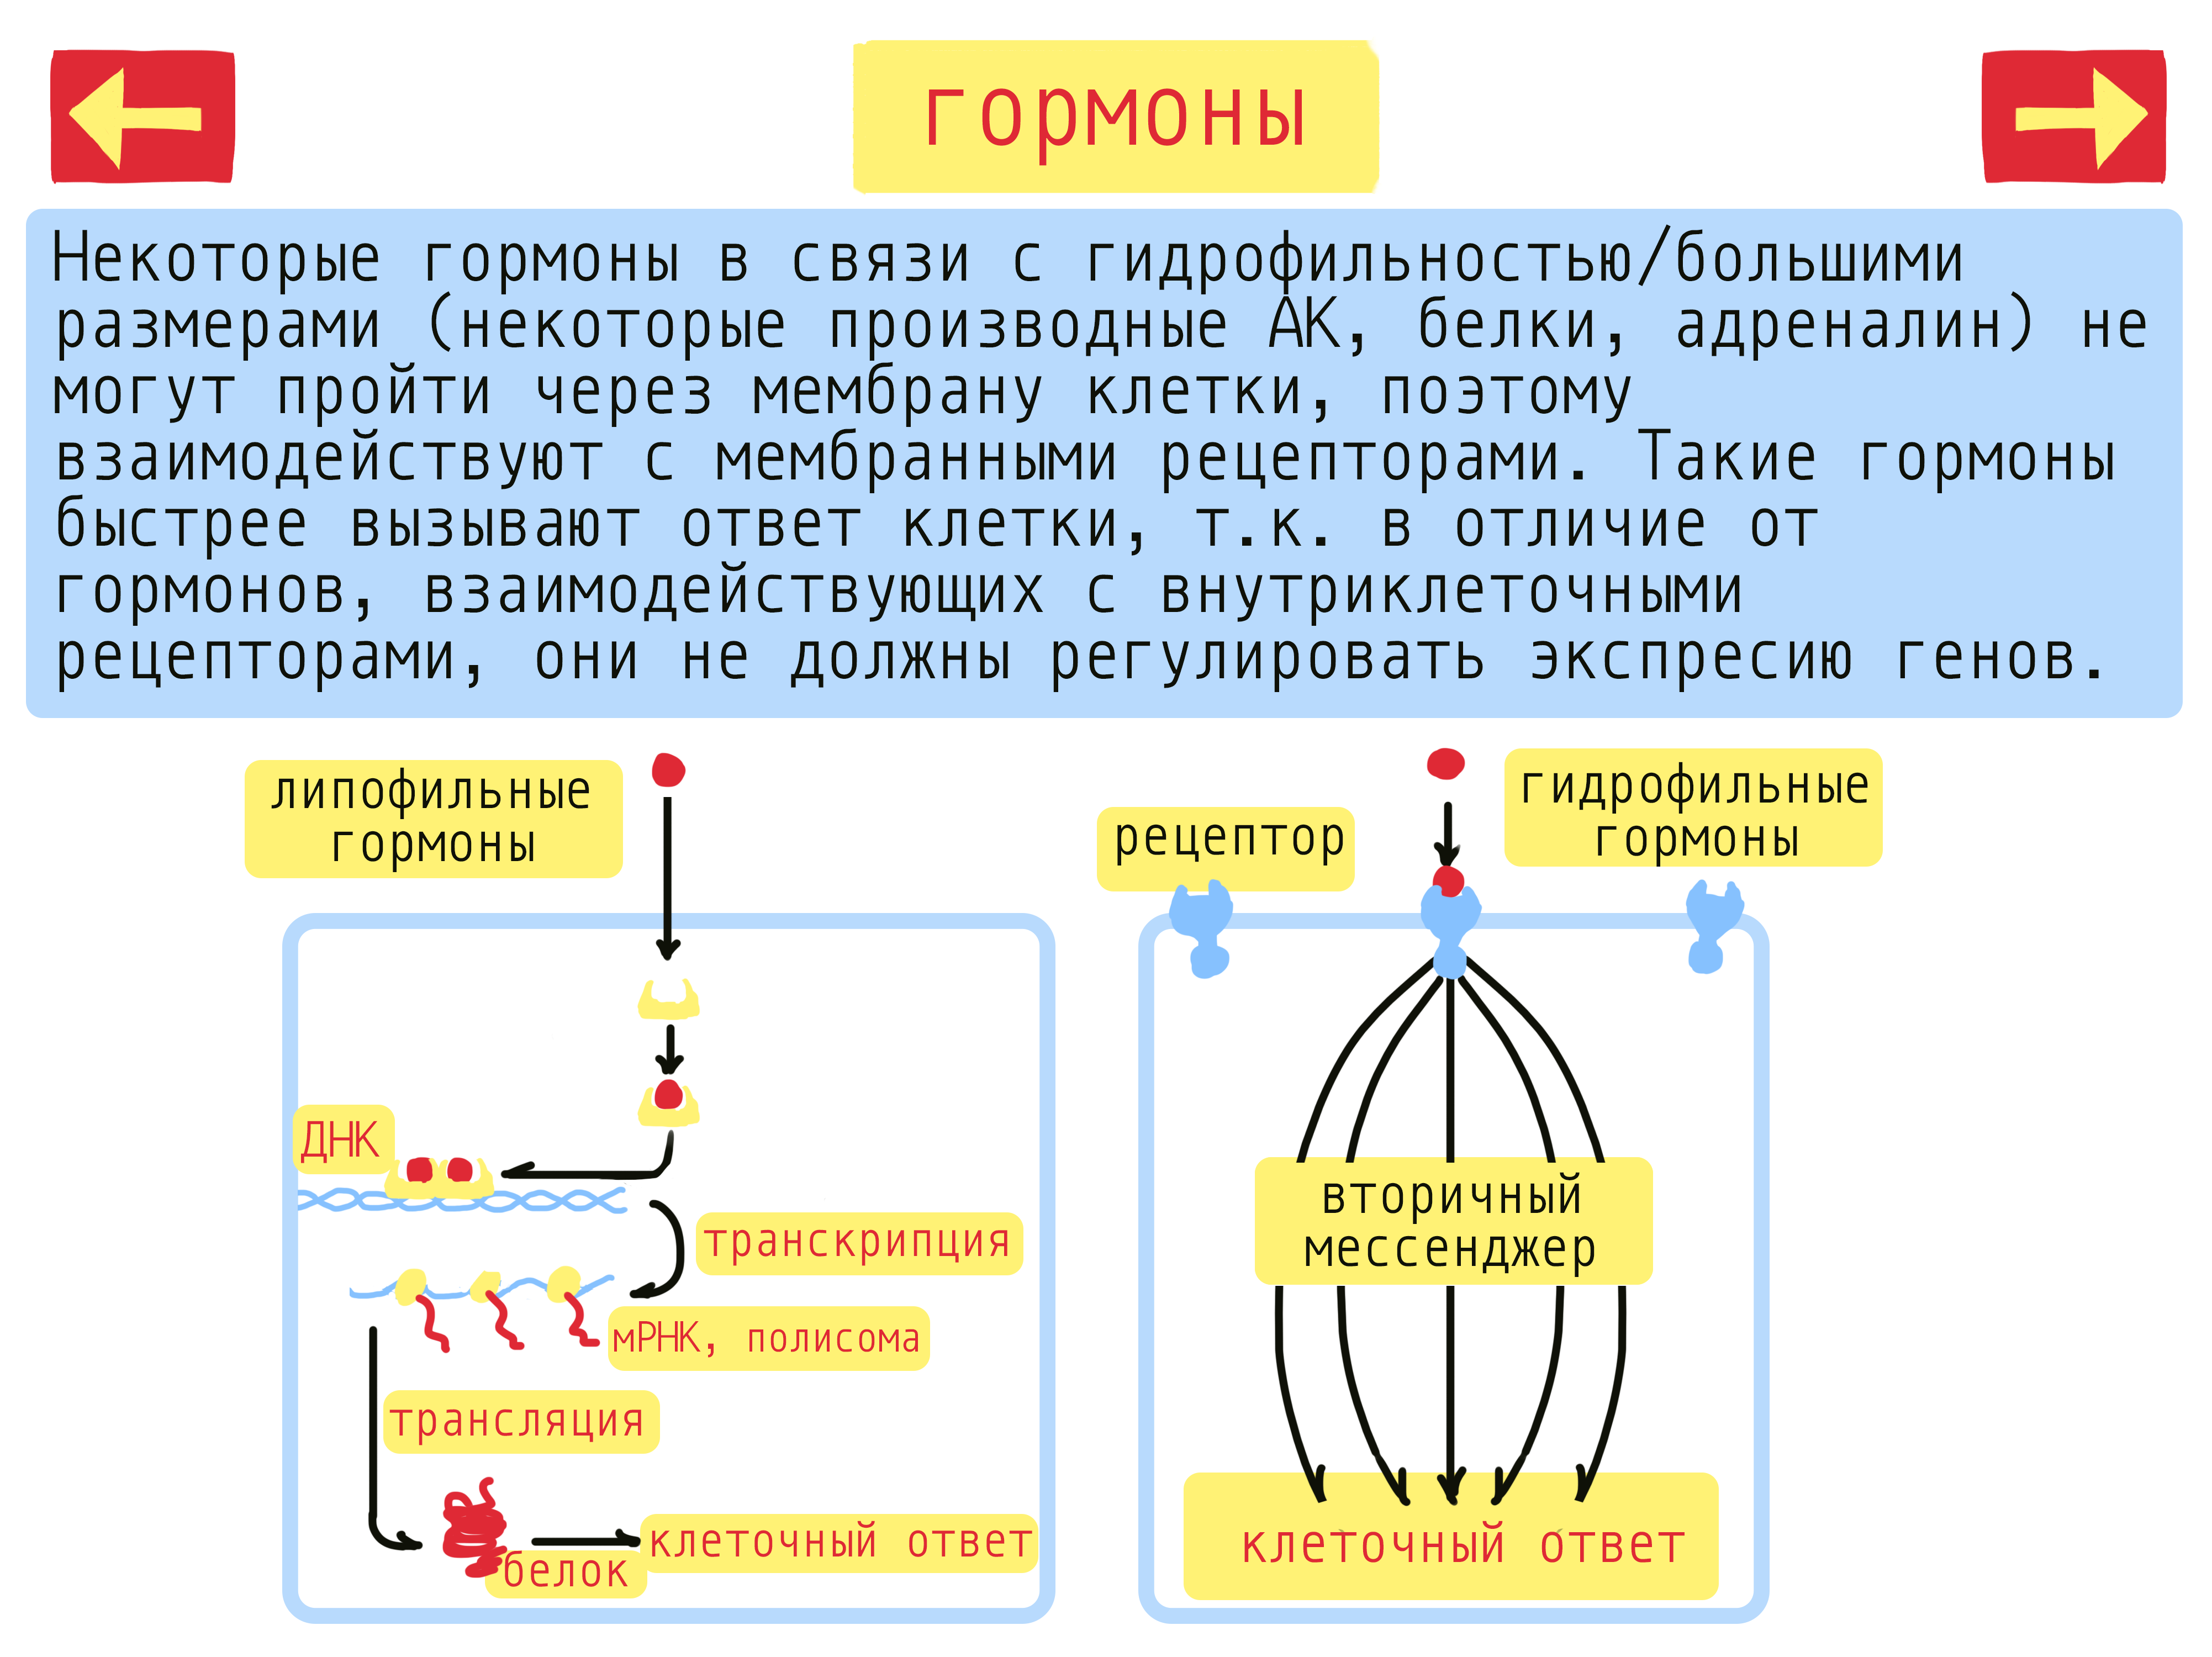 гормоны
Некоторые гормоны в связи с гидрофильностью/большими
размерами (некоторые производные АК, белки, адреналин) не
могут пройти через мембрану клетки, поэтому
взаимодействуют с мембранными рецепторами. Такие гормоны
быстрее вызывают ответ клетки, т.к. в отличие от
гормонов, взаимодействующих с внутриклеточными
рецепторами, они не должны регулировать экспресию генов.
липофильные
гормоны
ДНК
транскрипция
мРНК, полисома
трансляция
белок
клеточный ответ
рецептор
гидрофильные
гормоны
вторичный
мессенджер
клеточный ответ